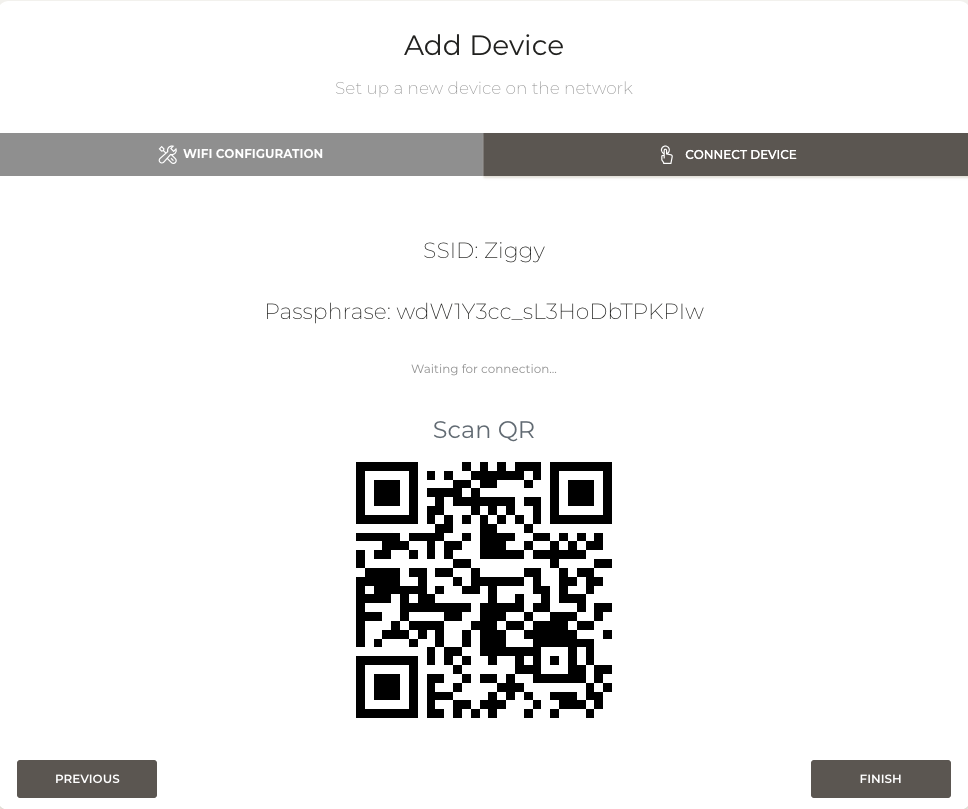 Add Device
Set up a new device on the network
WIFI CONFIGURATION
CONNECT DEVICE
SSID: Ziggy
Passphrase: wdW1Y3cc_sL3HoDbTPKPIw
Waiting for connection...
Scan QR
PREVIOUS
FINISH